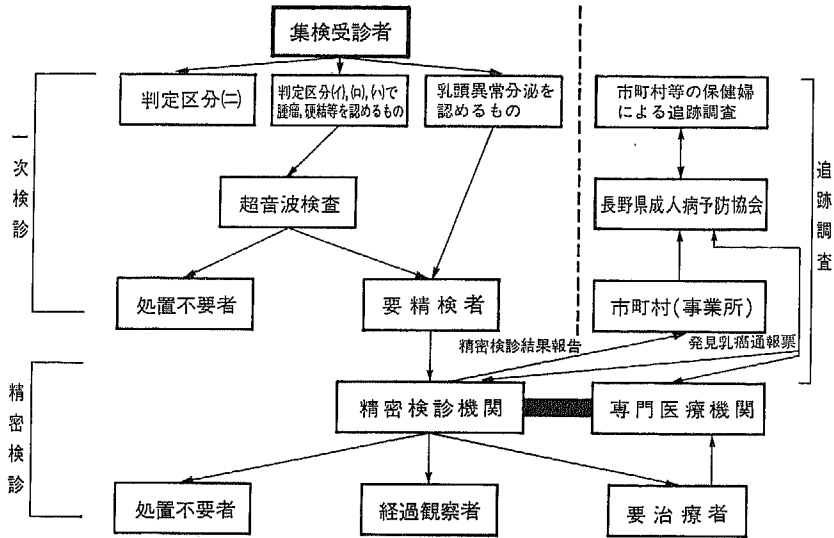 集検受診者
判定区分(ニ)
判定区分(イ),(ロ),(ハ)で
腫瘤,硬結等を認めるもの
乳頭異常分泌を
認めるもの
市町村等の保健婦
による追跡調査
一次検診
追跡調査
超音波検査
長野県成人病予防協会
処置不要者
要精検者
市町村(事業所)
精密検診結果報告
発見乳癌通報票
精密検診
精密検診機関
専門医療機関
処置不要者
経過観察者
要治療者